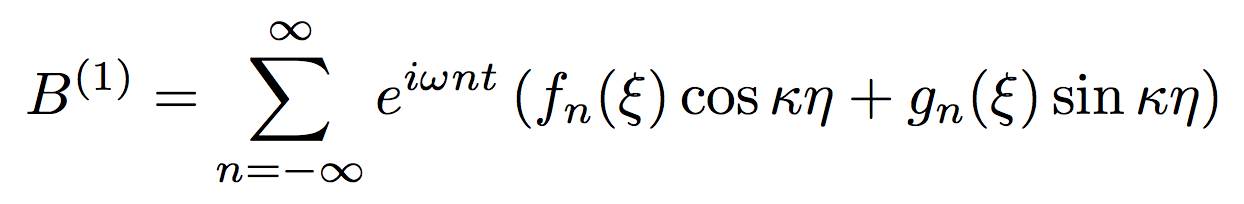 B^{(1)} = \sum_{n=-\infty}^{\infty} e^{i\omega nt} \left( f_n(\xi) \cos \kappa\eta + g_n(\xi) \sin \kappa\eta \right)